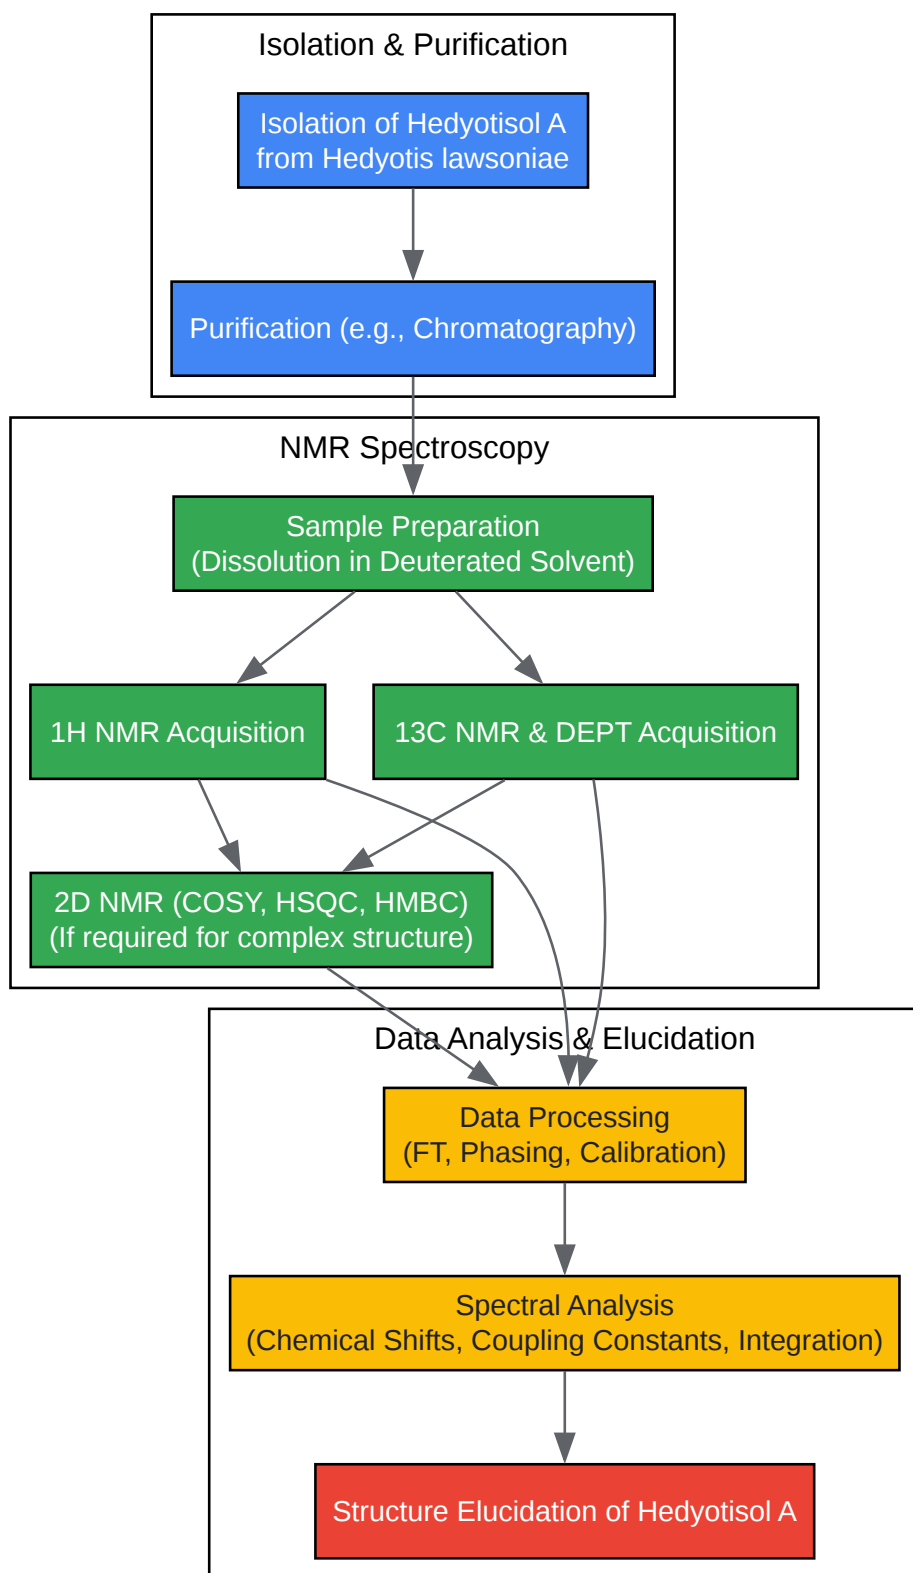 Isolation & Purification
Isolation of Hedyotisol A
from Hedyotis lawsoniae
Purification (e.g., Chromatography)
NMR Spectroscopy
Sample Preparation
(Dissolution in Deuterated Solvent)
1H NMR Acquisition
13C NMR & DEPT Acquisition
2D NMR (COSY, HSQC, HMBC)
(If required for complex structure)
Data Analysis & Elucidation
Data Processing
(FT, Phasing, Calibration)
Spectral Analysis
(Chemical Shifts, Coupling Constants, Integration)
Structure Elucidation of Hedyotisol A